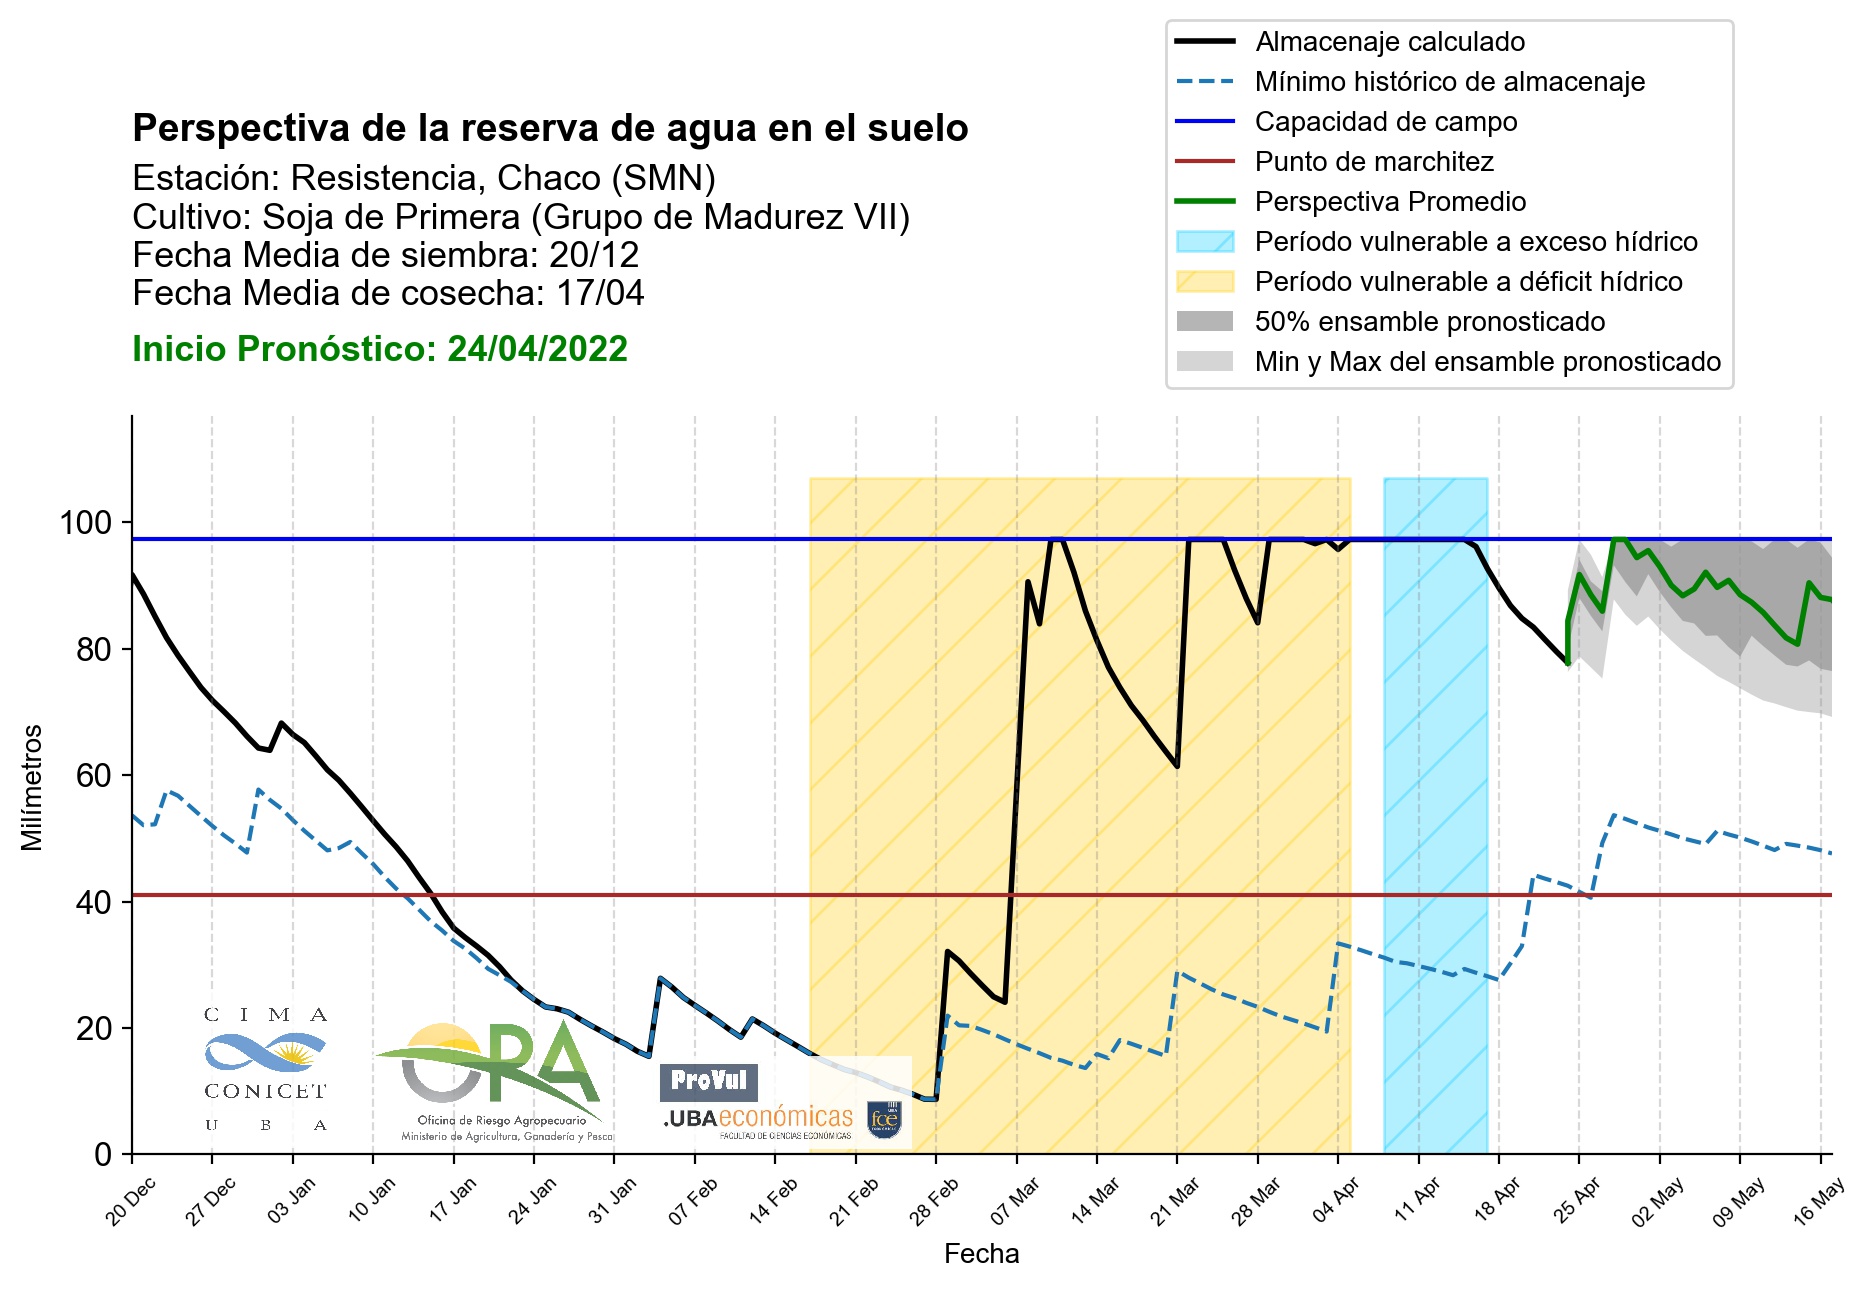 Almacenaje calculado
Mínimo histórico de almacenaje
Capacidad de campo
Punto de marchitez
Perspectiva Promedio
Período vulnerable a exceso hídrico
Período vulnerable a déficit hídrico
50% ensamble pronosticado
Min y Max del ensamble pronosticado
Perspectiva de la reserva de agua en el suelo
Estación: Resistencia, Chaco (SMN)
Cultivo: Soja de Primera (Grupo de Madurez VII)
Fecha Media de siembra: 20/12
Fecha Media de cosecha: 17/04
Inicio Pronóstico: 24/04/2022
100
80
60
40
20
0
Milímetros
CIMA
CONICET
UBA
ORA
Oficina de Riesgo Agropecuario
Ministerio de Agricultura, Ganadería y Pesca
ProVul
.UBAeconómicas
FACULTAD DE CIENCIAS ECONÓMICAS
UBA
fce
ECONÓMICAS
20 Dec
27 Dec
03 Jan
10 Jan
17 Jan
24 Jan
31 Jan
07 Feb
14 Feb
21 Feb
28 Feb
07 Mar
14 Mar
21 Mar
28 Mar
04 Apr
11 Apr
18 Apr
25 Apr
02 May
09 May
16 May
Fecha